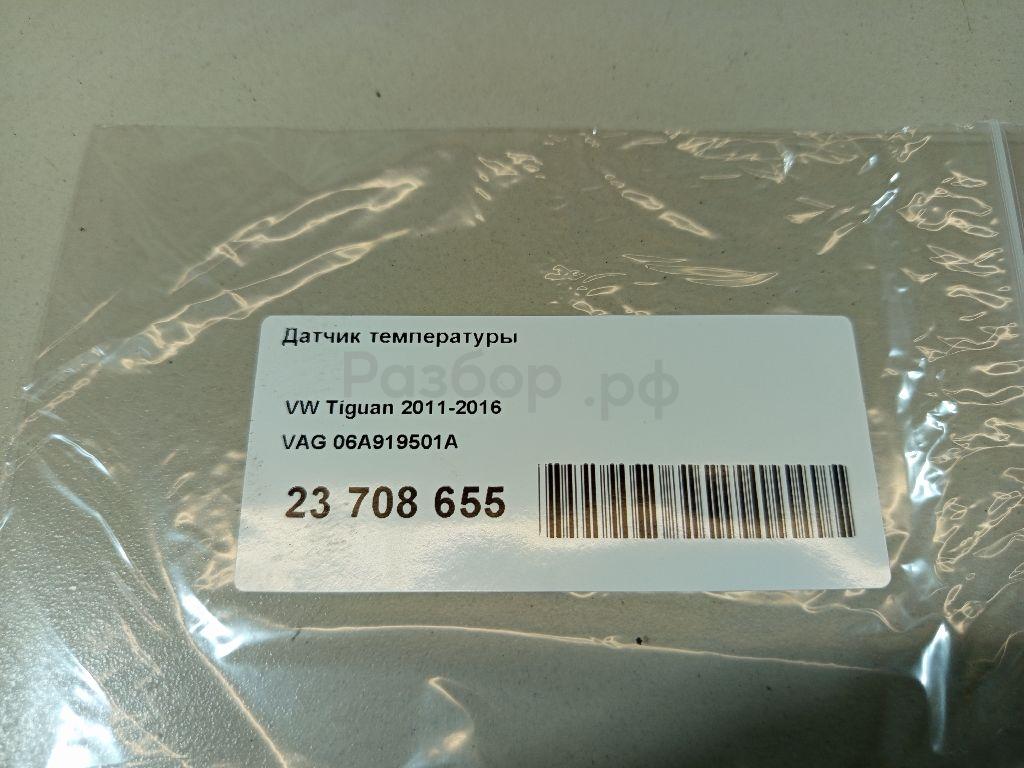 Датчик температуры
Разбор.рф
VW Tiguan 2011-2016
VAG 06A919501A
23 708 655